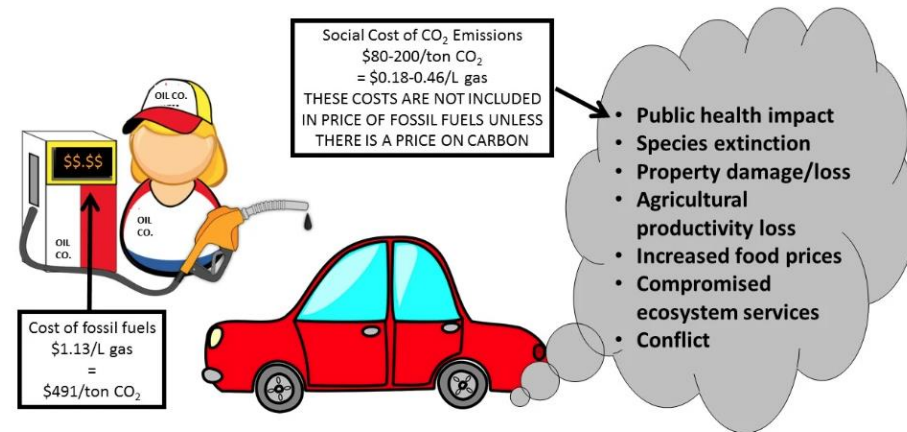 Social Cost of CO₂ Emissions
$80-200/ton CO₂
= $0.18-0.46/L gas
THESE COSTS ARE NOT INCLUDED
IN PRICE OF FOSSIL FUELS UNLESS
THERE IS A PRICE ON CARBON
• Public health impact
• Species extinction
• Property damage/loss
• Agricultural
productivity loss
• Increased food prices
• Compromised
ecosystem services
• Conflict
OIL CO.
$$.$$
OIL
CO.
OIL
CO.
Cost of fossil fuels
$1.13/L gas
=
$491/ton CO₂